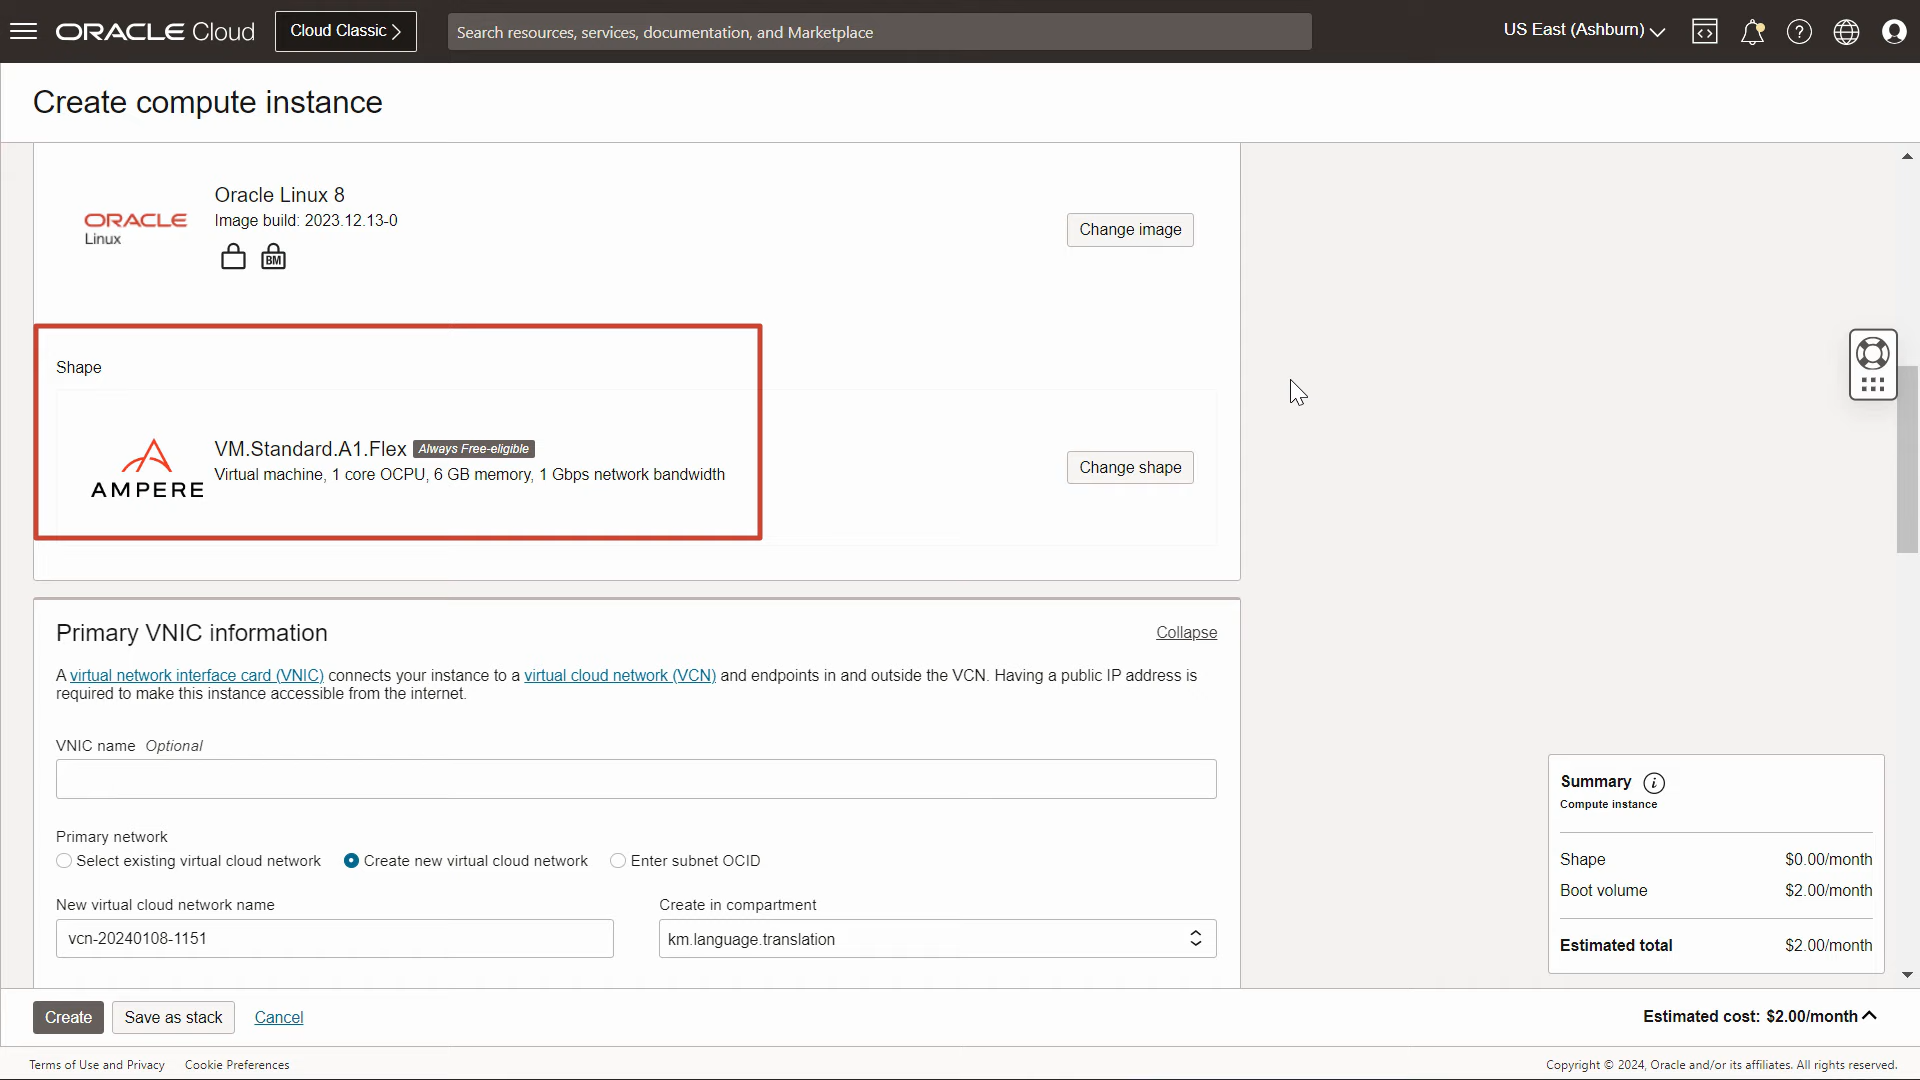 ORACLE Cloud
Cloud Classic
Search resources, services, documentation, and Marketplace
US East (Ashburn)
Create compute instance
ORACLE
Linux
Oracle Linux 8
Image build: 2023.12.13-0
BM
Change image
Shape
AMPERE
VM.Standard.A1.Flex Always Free-eligible
Virtual machine, 1 core OCPU, 6 GB memory, 1 Gbps network bandwidth
Change shape
Primary VNIC information
Collapse
A virtual network interface card (VNIC) connects your instance to a virtual cloud network (VCN) and endpoints in and outside the VCN. Having a public IP address is
required to make this instance accessible from the internet.
VNIC name Optional
Primary network
Select existing virtual cloud network
Create new virtual cloud network
Enter subnet OCID
New virtual cloud network name
vcn-20240108-1151
Create in compartment
km.language.translation
Summary i
Compute instance
Shape $0.00/month
Boot volume $2.00/month
Estimated total $2.00/month
Create
Save as stack
Cancel
Estimated cost: $2.00/month
Terms of Use and Privacy
Cookie Preferences
Copyright © 2024, Oracle and/or its affiliates. All rights reserved.